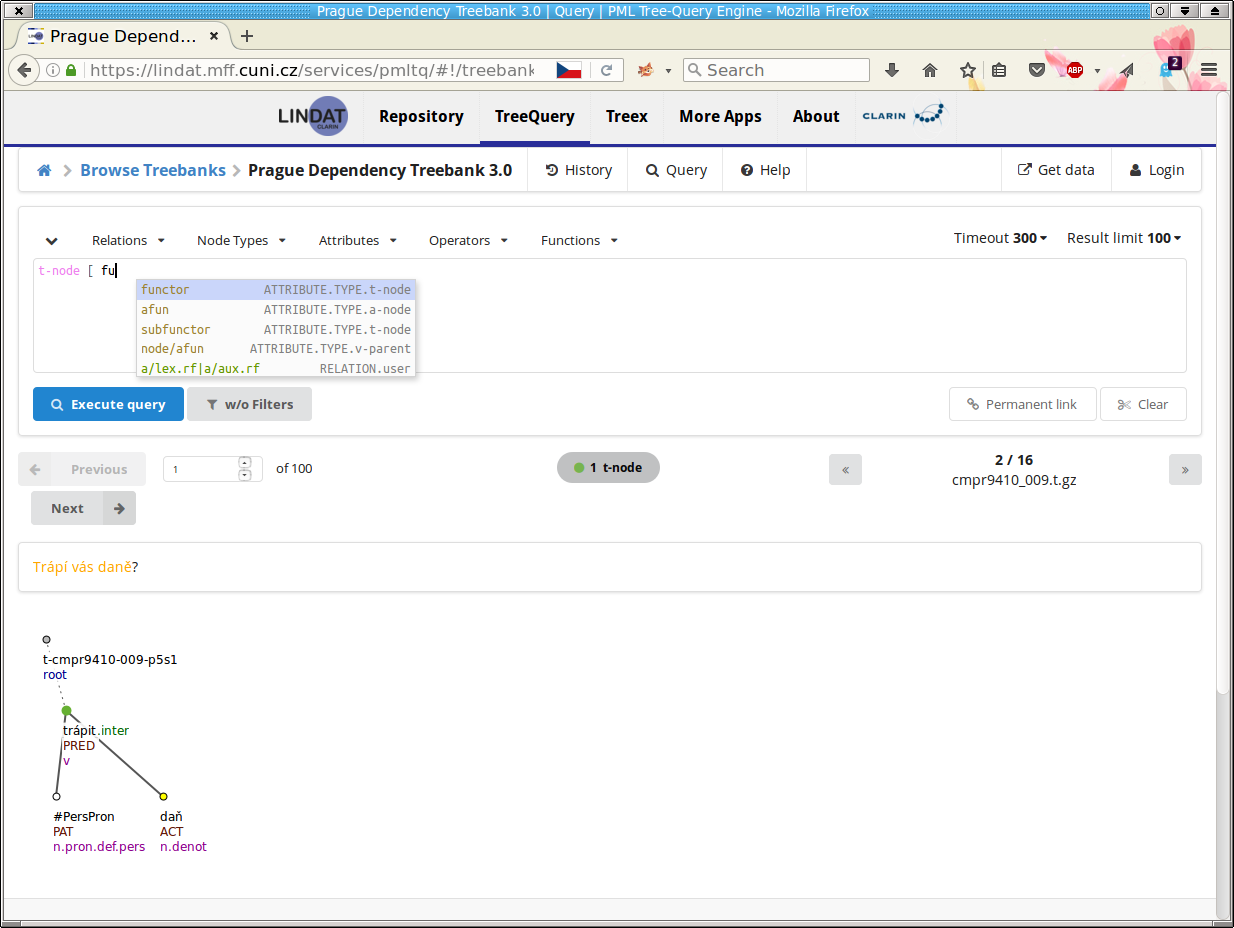 Prague Dependency Treebank 3.0 | Query | PML Tree-Query Engine - Mozilla Firefox
Prague Depend... × +
https://lindat.mff.cuni.cz/services/pmltq/#!/treebank
Search
ABP
2
LINDAT CLARIN Repository TreeQuery Treex More Apps About CLARIN
Browse Treebanks Prague Dependency Treebank 3.0 History Query Help Get data Login
Relations Node Types Attributes Operators Functions Timeout 300 Result limit 100
t-node [ fu
functor ATTRIBUTE.TYPE.t-node
afun ATTRIBUTE.TYPE.a-node
subfunctor ATTRIBUTE.TYPE.t-node
node/afun ATTRIBUTE.TYPE.v-parent
a/lex.rf|a/aux.rf RELATION.user
Execute query w/o Filters Permanent link Clear
Previous 1 of 100 1 t-node « 2 / 16 »
cmpr9410_009.t.gz
Next
Trápí vás daně?
t-cmpr9410-009-p5s1
root
trápit.inter
PRED
v
#PersPron daň
PAT ACT
n.pron.def.pers n.denot